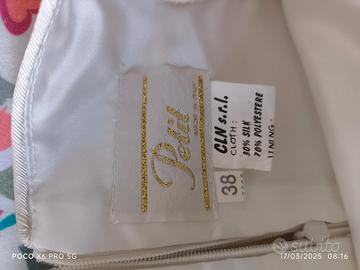 Petit
CLN s.r.l.
CLOTH :
30% SILK
70% POLYESTERE
LINING :
38
POCO X6 PRO 5G
subito
17/03/2025 08:16